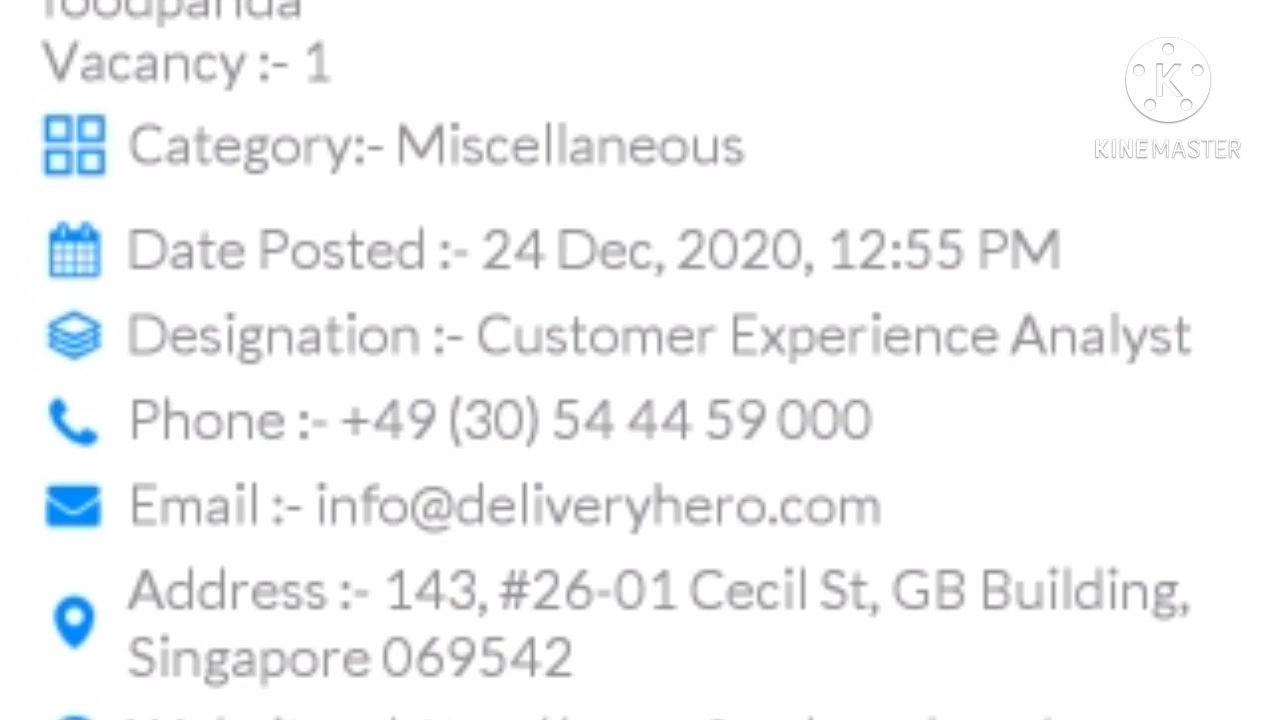 foodpanda
Vacancy :- 1
KINEMASTER
Category:- Miscellaneous
Date Posted :- 24 Dec, 2020, 12:55 PM
Designation :- Customer Experience Analyst
Phone :- +49 (30) 54 44 59 000
Email :- info@deliveryhero.com
Address :- 143, #26-01 Cecil St, GB Building,
Singapore 069542